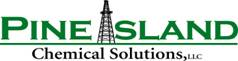 PINE ISLAND
Chemical Solutions, LLC